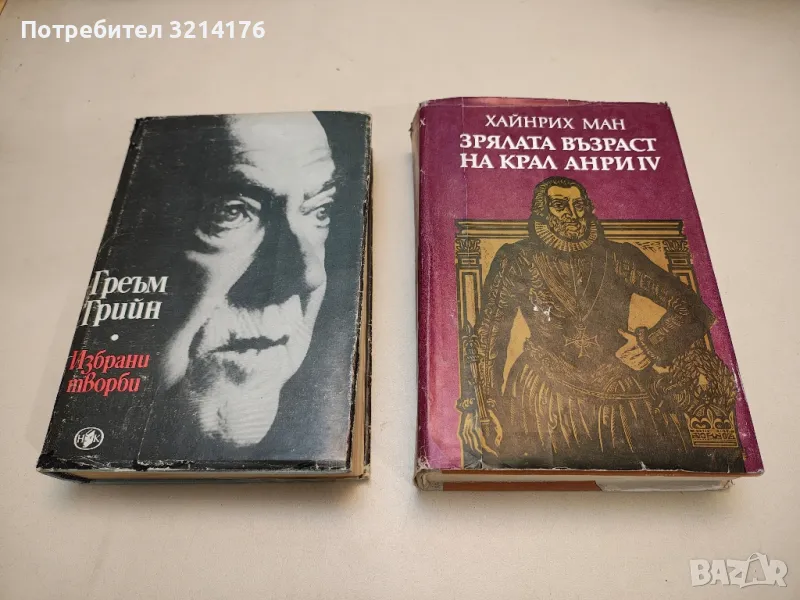 Потребител 3214176
Греъм
Грийн
Избрани
творби
НК
ХАЙНРИХ МАН
ЗРЯЛАТА ВЪЗРАСТ
НА КРАЛ АНРИ IV
BAZAR